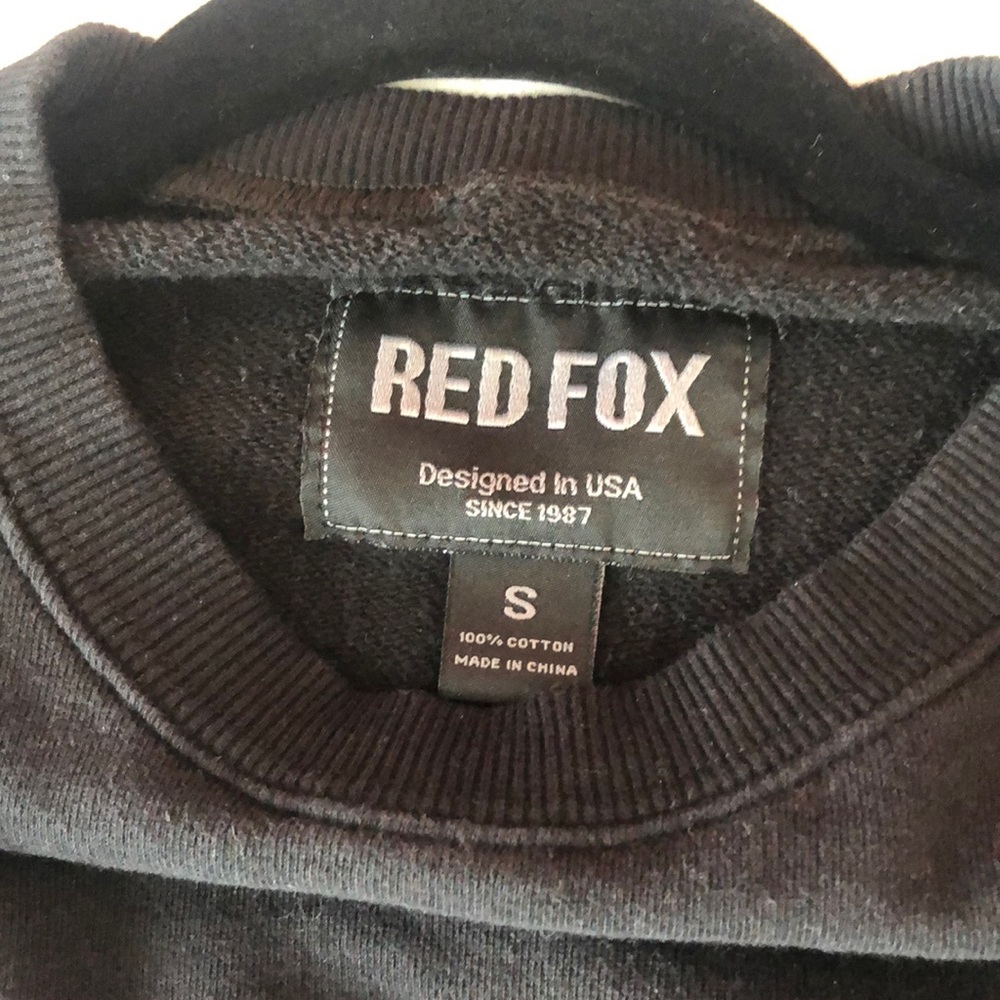 RED FOX
Designed In USA
SINCE 1987
S
100% COTTON
MADE IN CHINA